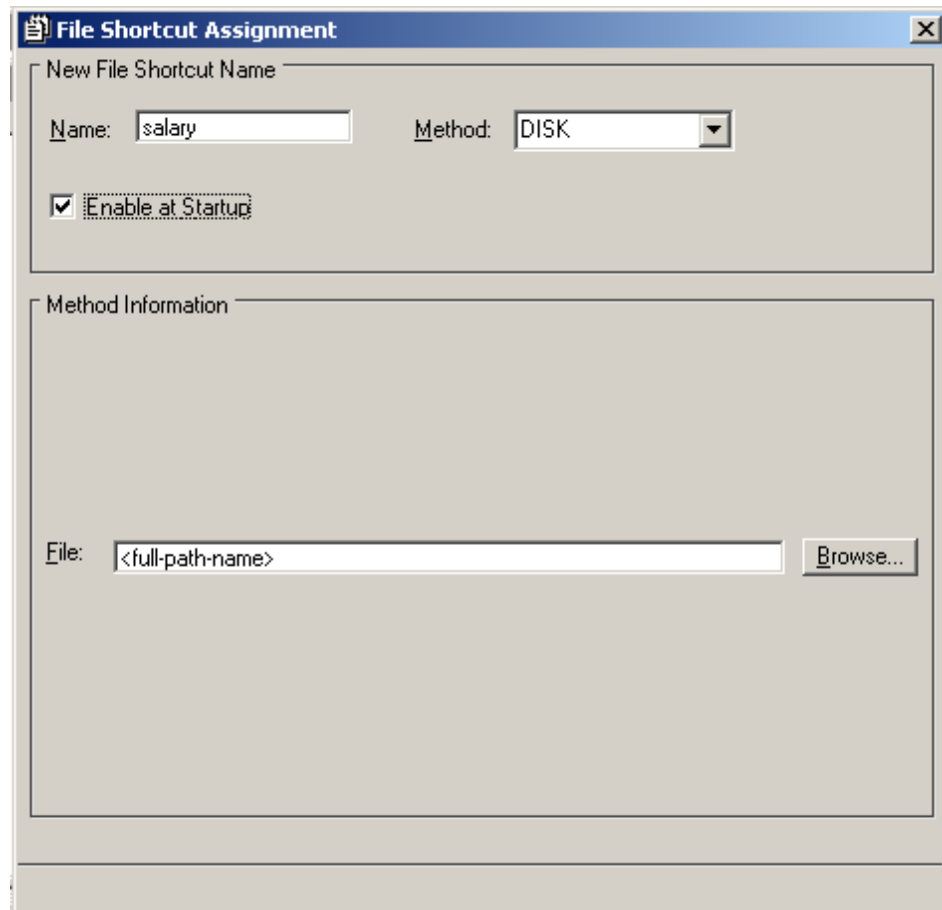 File Shortcut Assignment
New File Shortcut Name
Name: salary Method: DISK
Enable at Startup
Method Information
File: <full-path-name> Browse...